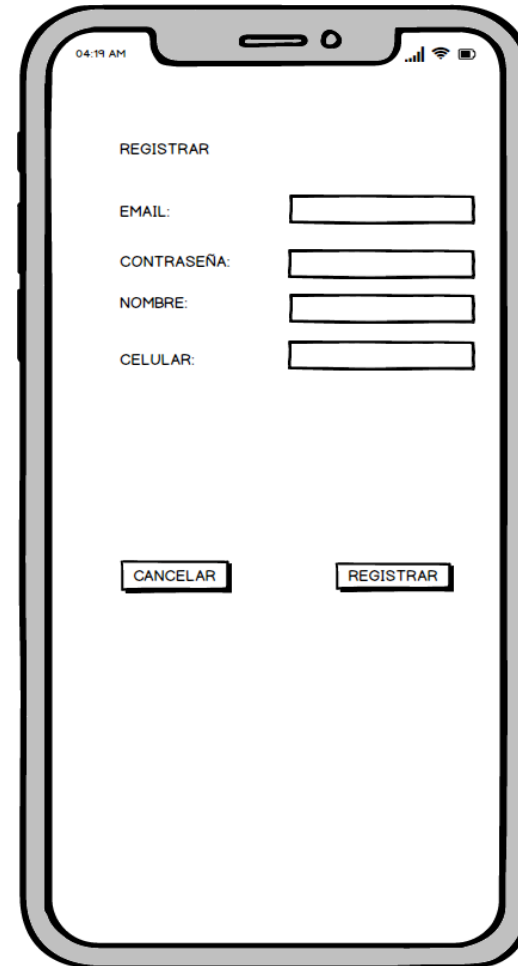 04:19 AM
REGISTRAR
EMAIL:
CONTRASEÑA:
NOMBRE:
CELULAR:
CANCELAR
REGISTRAR